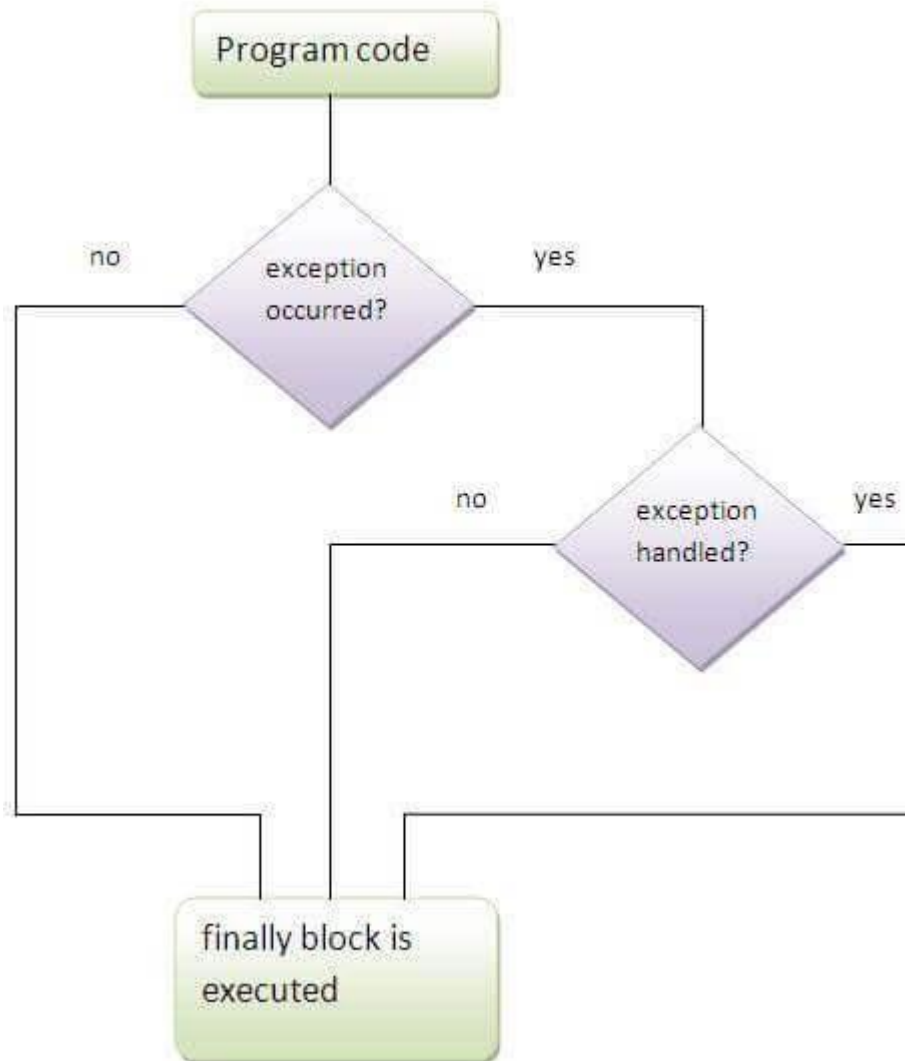 Program code
no
exception
occurred?
yes
no
exception
handled?
yes
finally block is
executed